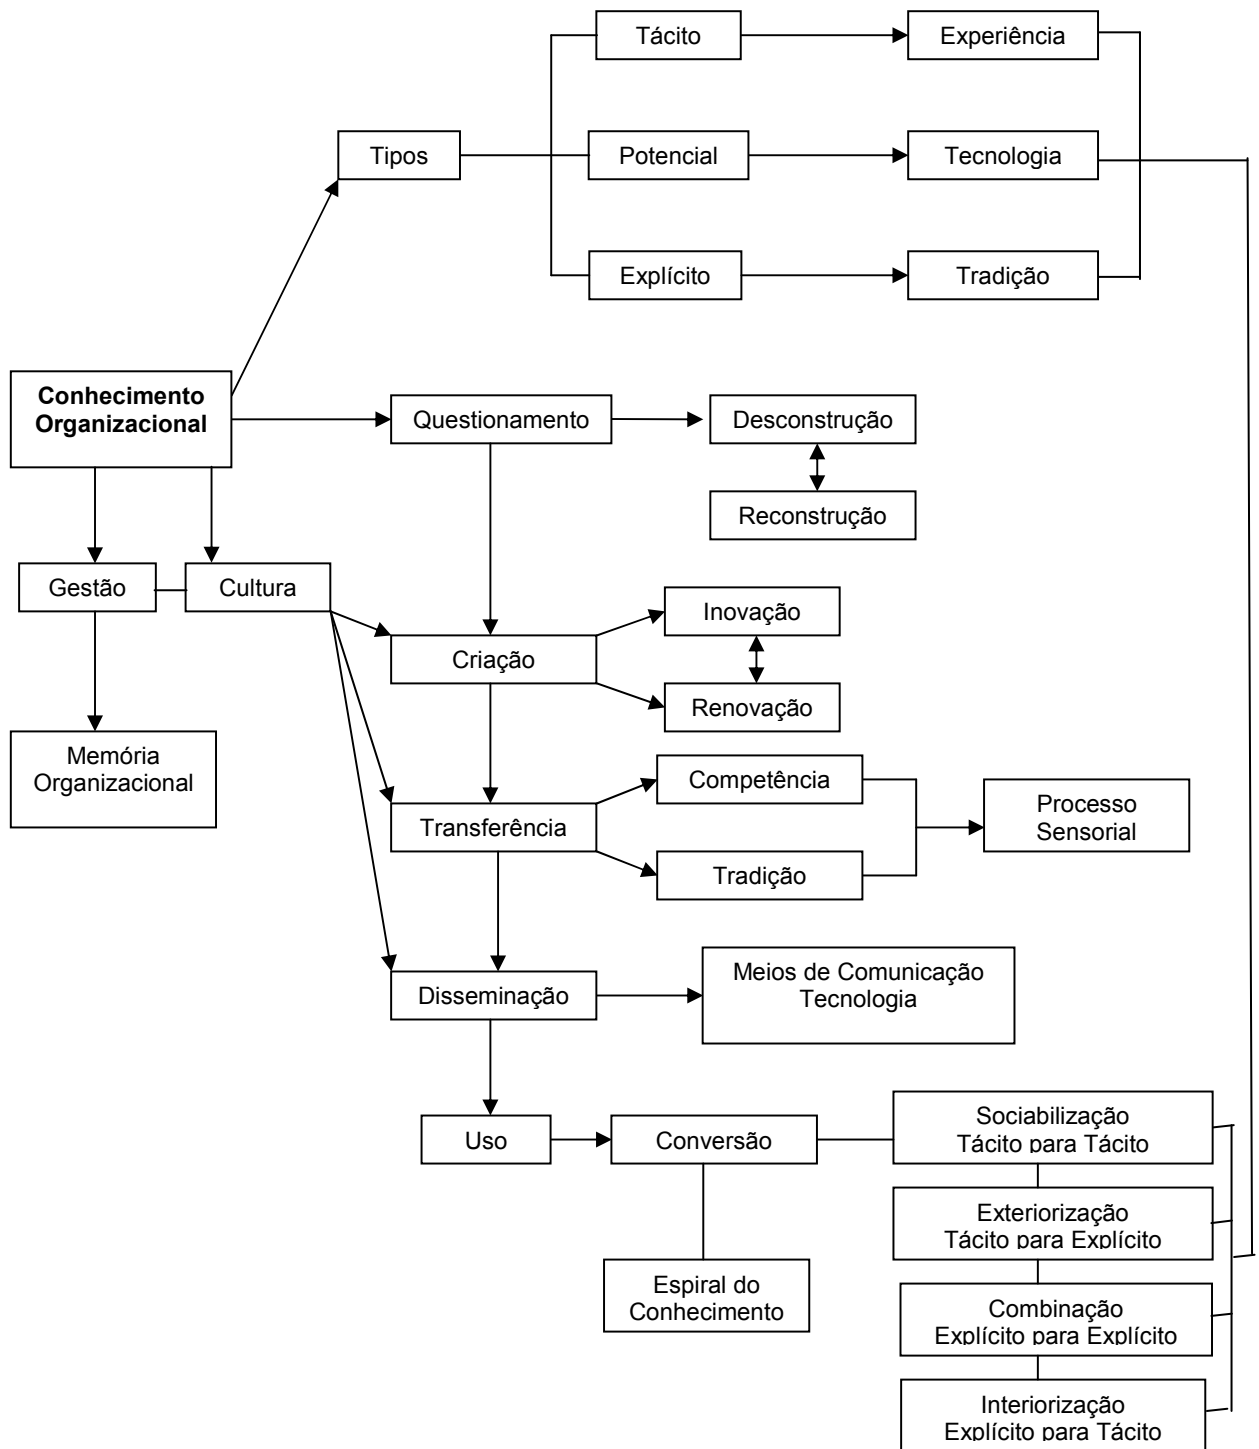 Tácito
Experiência
Tipos
Potencial
Tecnologia
Explícito
Tradição
Conhecimento
Organizacional
Questionamento
Desconstrução
Reconstrução
Gestão
Cultura
Inovação
Criação
Renovação
Memória
Organizacional
Competência
Transferência
Processo
Sensorial
Tradição
Disseminação
Meios de Comunicação
Tecnologia
Uso
Conversão
Sociabilização
Tácito para Tácito
Exteriorização
Tácito para Explícito
Espiral do
Conhecimento
Combinação
Explícito para Explícito
Interiorização
Explícito para Tácito